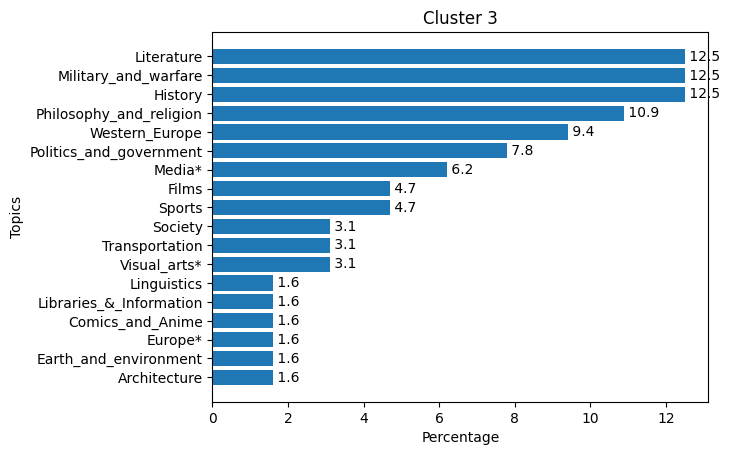 Cluster 3
Literature 12.5
Military_and_warfare 12.5
History 12.5
Philosophy_and_religion 10.9
Western_Europe 9.4
Politics_and_government 7.8
Media* 6.2
Films 4.7
Sports 4.7
Society 3.1
Transportation 3.1
Visual_arts* 3.1
Linguistics 1.6
Libraries_&_Information 1.6
Comics_and_Anime 1.6
Europe* 1.6
Earth_and_environment 1.6
Architecture 1.6
Topics
0 2 4 6 8 10 12
Percentage